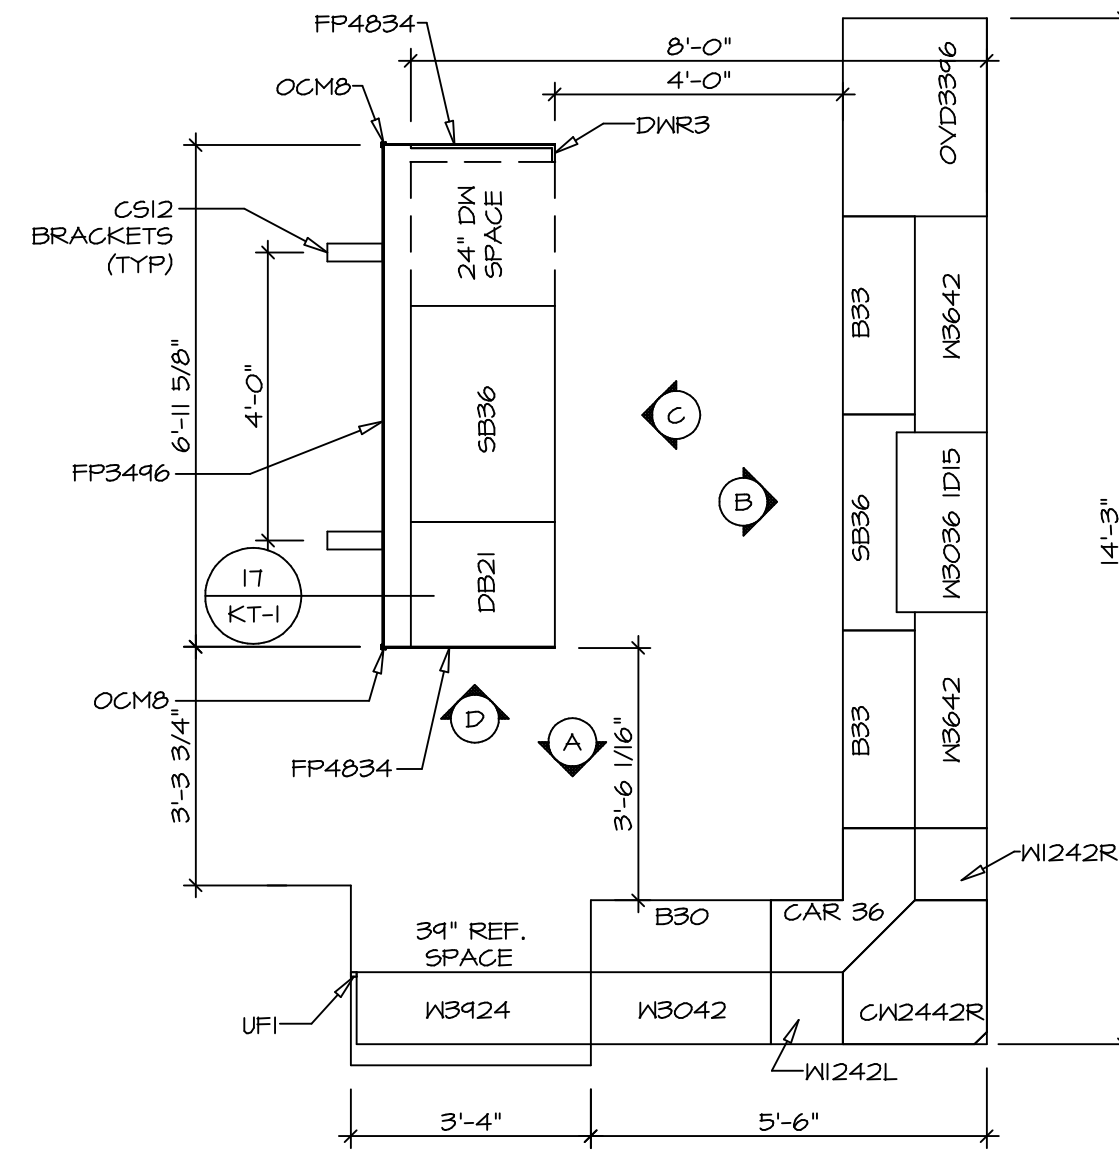 FP4834
8'-0"
OCM8
4'-0"
OVD3396
DWR3
CS12
BRACKETS
(TYP)
24" DW
SPACE
B33
W3642
6'-11 5/8"
4'-0"
SB36
C
FP3496
B
SB36
W3036 1D15
14'-3"
17
KT-1
DB21
OCM8
D
A
B33
W3642
FP4834
3'-3 3/4"
3'-6 1/16"
W1242R
B30
CAR 36
39" REF.
SPACE
UF1
W3924
W3042
CW2442R
W1242L
3'-4"
5'-6"